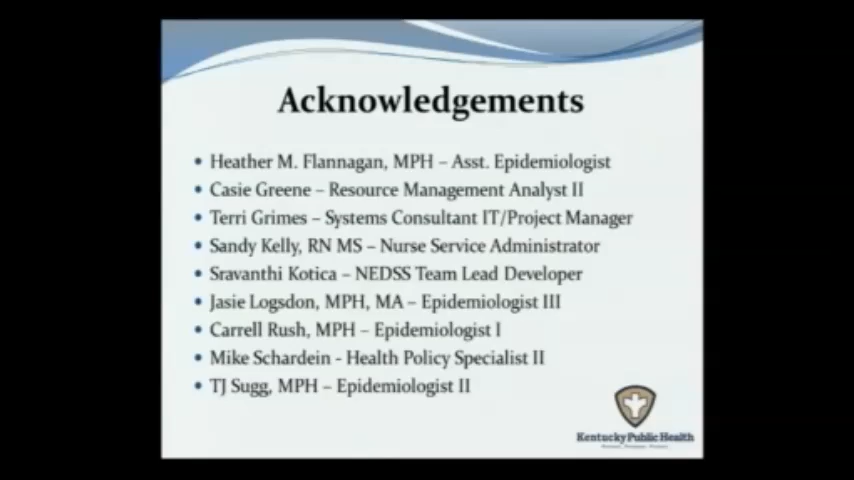 Acknowledgements
• Heather M. Flannagan, MPH – Asst. Epidemiologist
• Casie Greene – Resource Management Analyst II
• Terri Grimes – Systems Consultant IT/Project Manager
• Sandy Kelly, RN MS – Nurse Service Administrator
• Sravanthi Kotica – NEDSS Team Lead Developer
• Jasie Logsdon, MPH, MA – Epidemiologist III
• Carrell Rush, MPH – Epidemiologist I
• Mike Schardein - Health Policy Specialist II
• TJ Sugg, MPH – Epidemiologist II
Kentucky Public Health